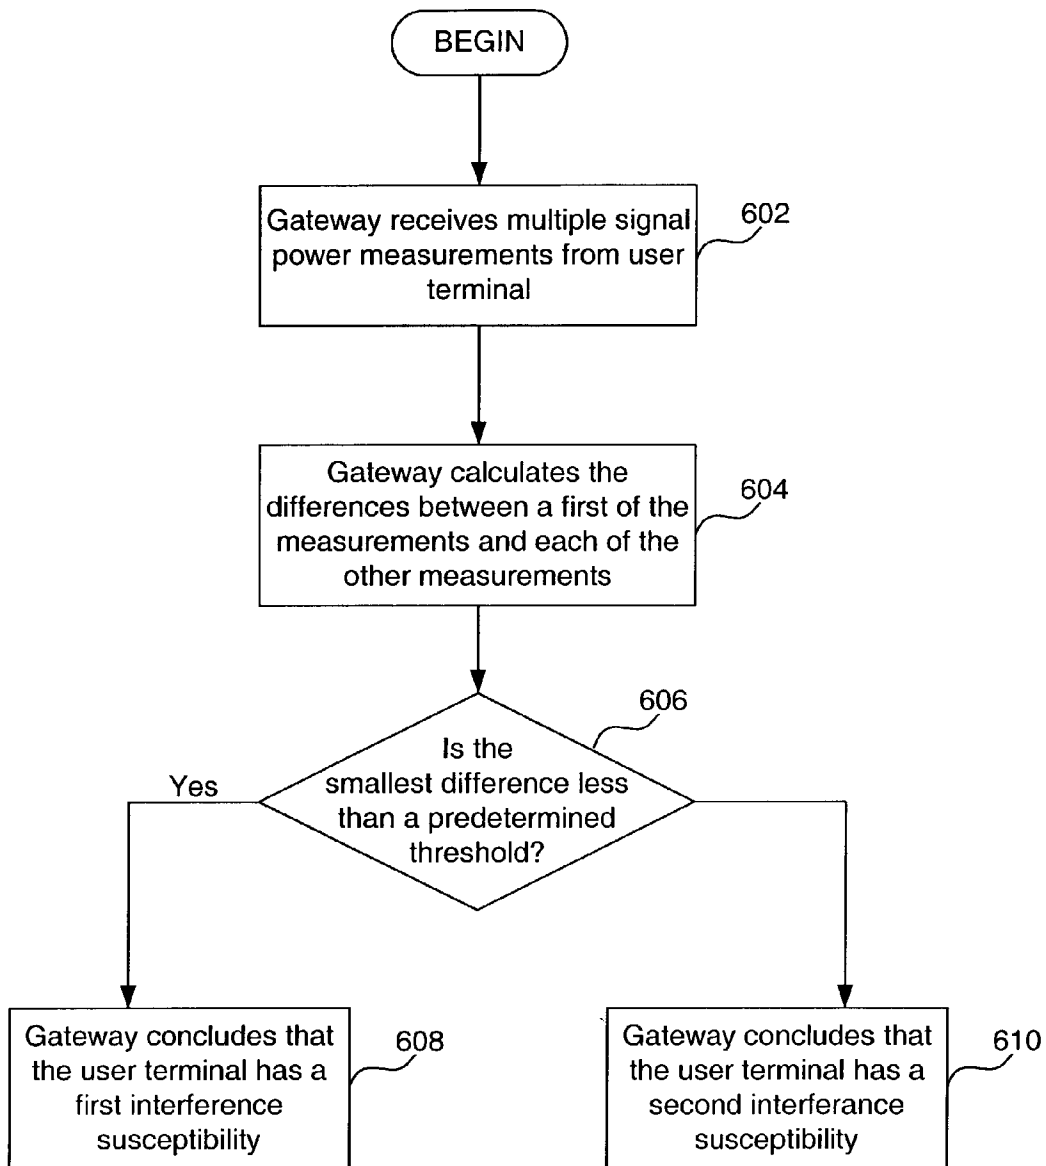 BEGIN
Gateway receives multiple signal
power measurements from user
terminal
602
Gateway calculates the
differences between a first of the
measurements and each of the
other measurements
604
606
Is the
smallest difference less
than a predetermined
threshold?
Yes
Gateway concludes that
the user terminal has a
first interference
susceptibility
608
Gateway concludes that
the user terminal has a
second interferance
susceptibility
610